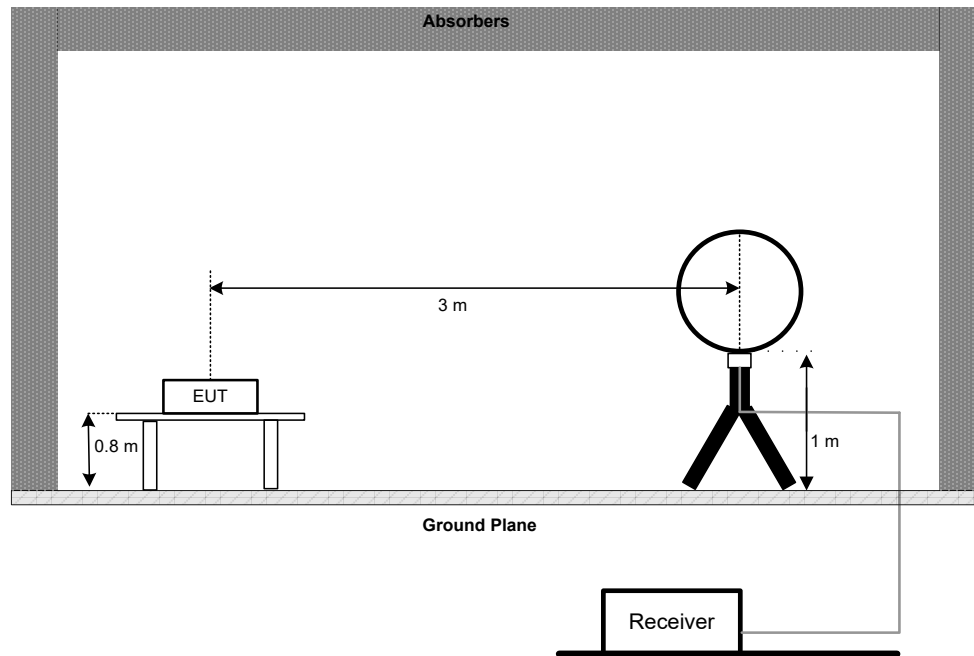 Absorbers
3 m
EUT
0.8 m
1 m
Ground Plane
Receiver